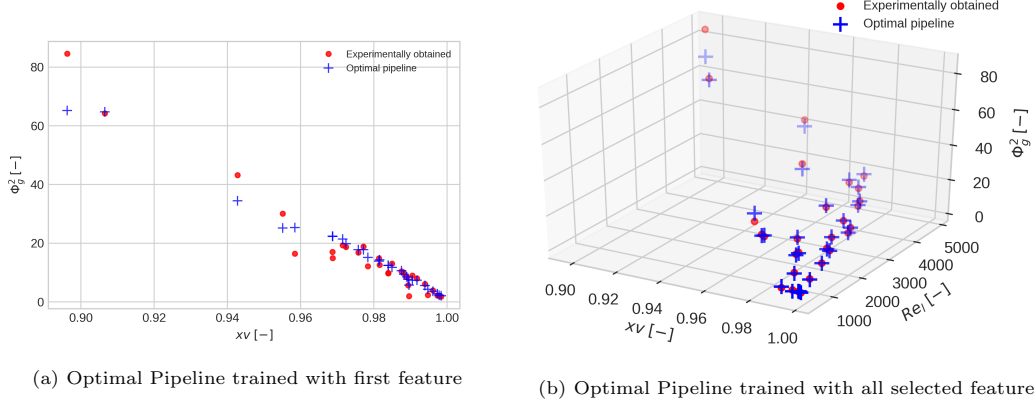 Experimentally obtained
Optimal pipeline
80
60
40
20
0
Φ²g [−]
0.90
0.92
0.94
0.96
0.98
1.00
xv [−]
(a) Optimal Pipeline trained with first feature
Experimentally obtained
Optimal pipeline
80
60
40
20
0
Φ²g [−]
5000
4000
3000
2000
1000
Rel [−]
0.90
0.92
0.94
0.96
0.98
1.00
xv [−]
(b) Optimal Pipeline trained with all selected feature